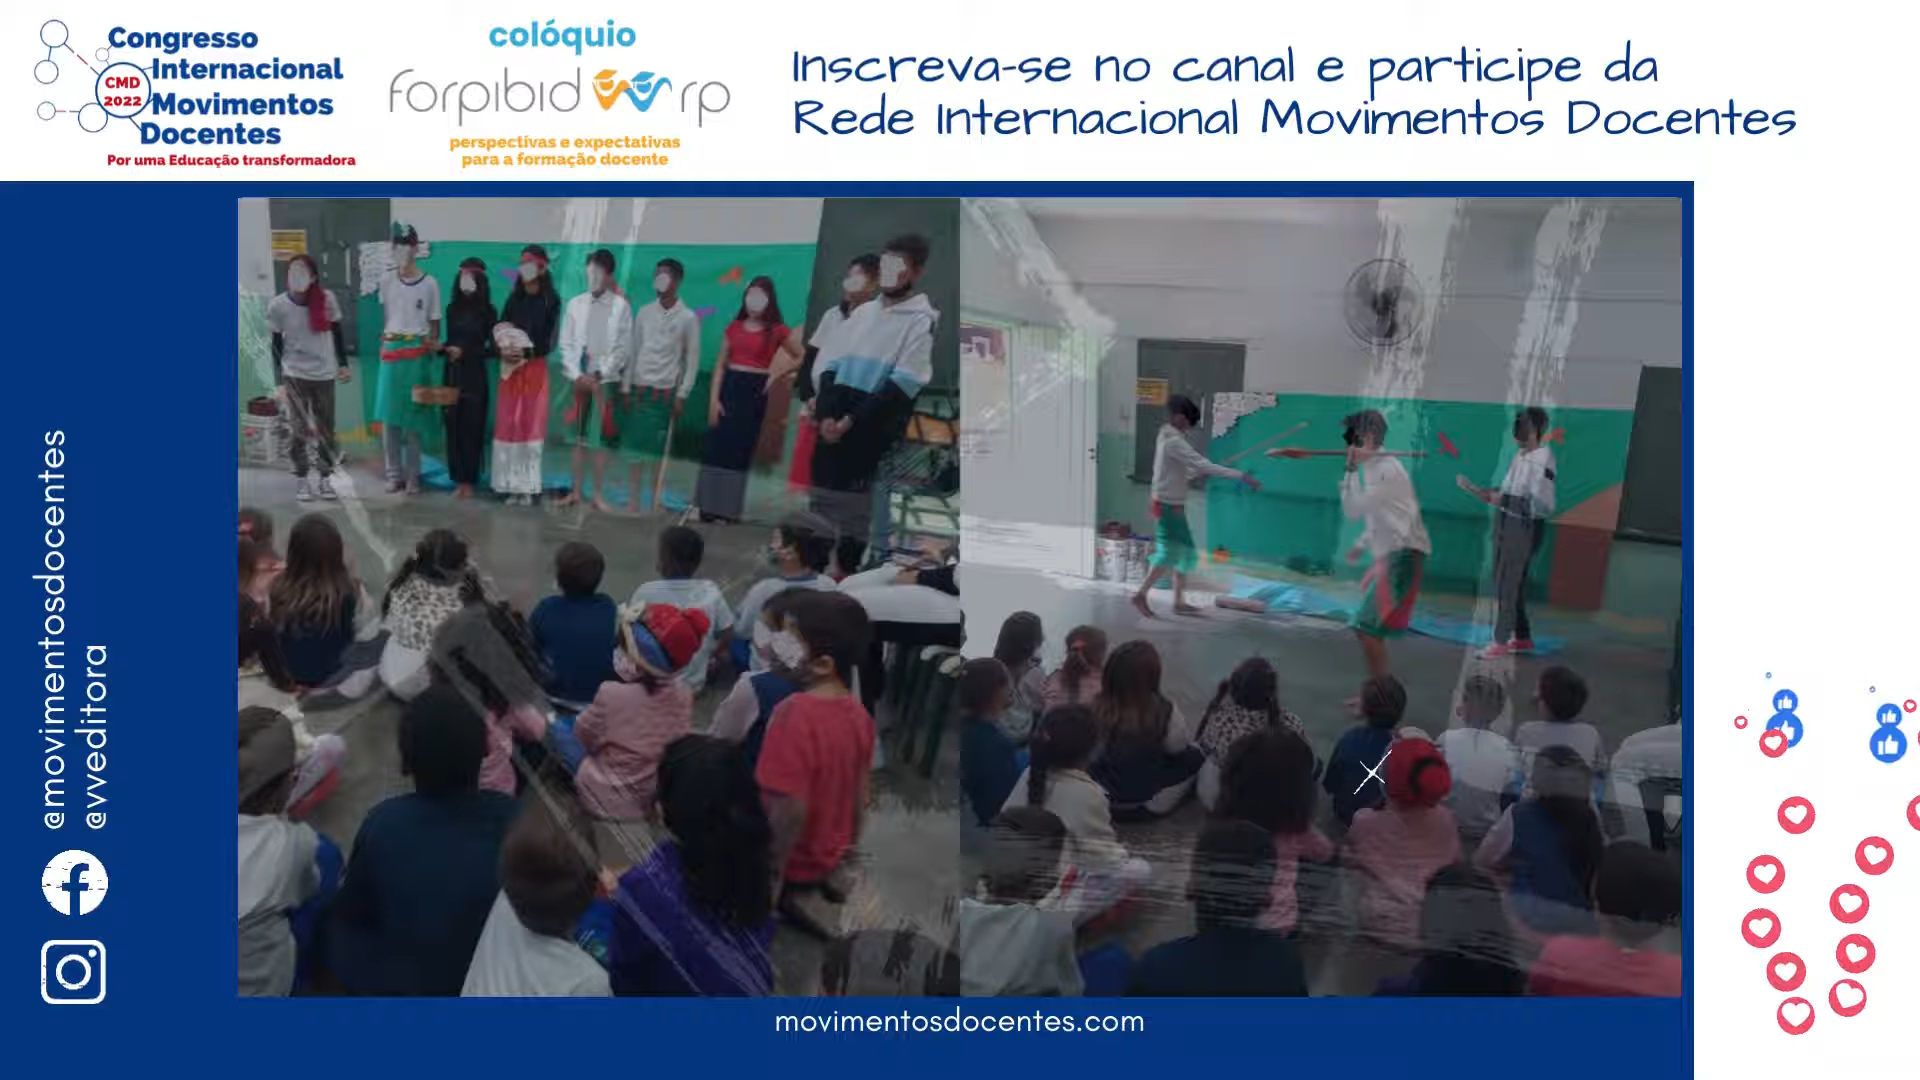 Congresso
Internacional
CMD
2022
Movimentos
Docentes
Por uma Educação transformadora
colóquio
forpibid rp
perspectivas e expectativas
para a formação docente
Inscreva-se no canal e participe da
Rede Internacional Movimentos Docentes
@movimentosdocentes
@vveditora
movimentosdocentes.com